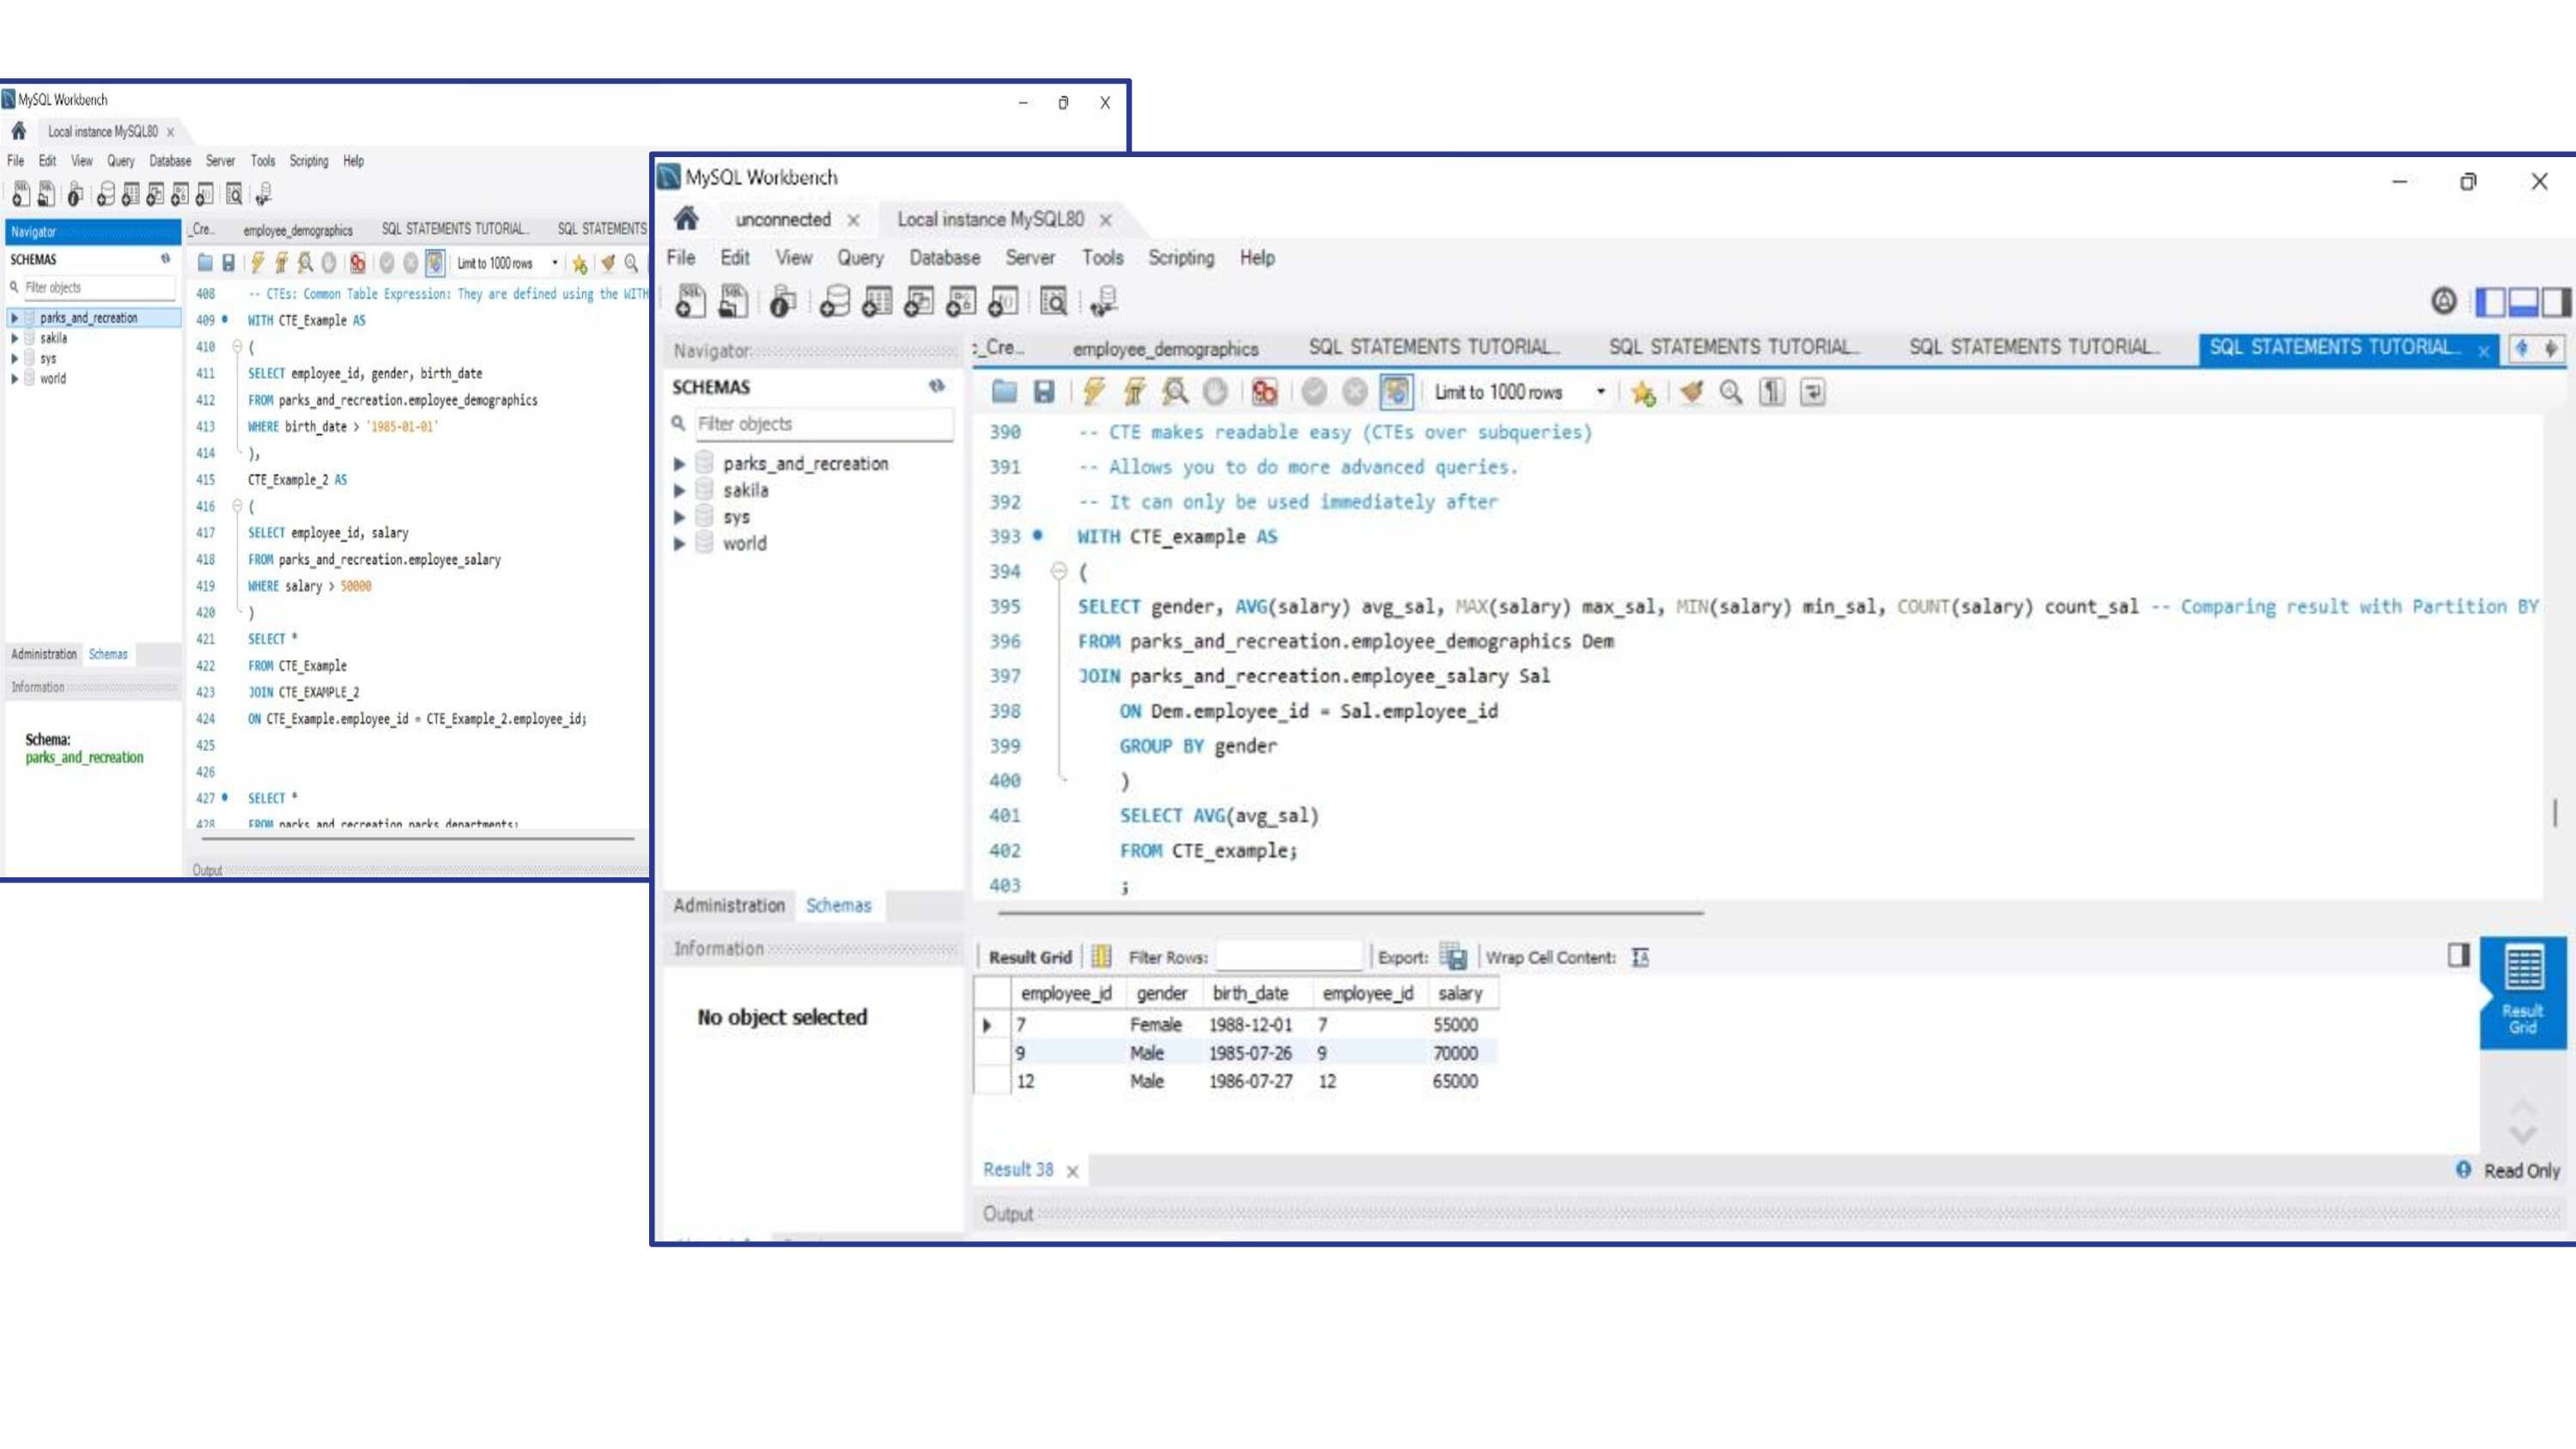 MySQL Workbench
Local instance MySQL80 x
File Edit View Query Database Server Tools Scripting Help
Navigator
SCHEMAS
Filter objects
parks_and_recreation
sakila
sys
world
Administration Schemas
Information
Schema:
parks_and_recreation
_Cre... employee_demographics SQL STATEMENTS TUTORIAL... SQL STATEMENTS
Limit to 1000 rows
408 -- CTEs: Common Table Expression: They are defined using the WITH
409 WITH CTE_Example AS
410 (
411 SELECT employee_id, gender, birth_date
412 FROM parks_and_recreation.employee_demographics
413 WHERE birth_date > '1985-01-01'
414 ),
415 CTE_Example_2 AS
416 (
417 SELECT employee_id, salary
418 FROM parks_and_recreation.employee_salary
419 WHERE salary > 50000
420 )
421 SELECT *
422 FROM CTE_Example
423 JOIN CTE_EXAMPLE_2
424 ON CTE_Example.employee_id = CTE_Example_2.employee_id;
425
426
427 SELECT *
428 FROM parks_and_recreation.parks_departments;
Output
MySQL Workbench
unconnected x Local instance MySQL80 x
File Edit View Query Database Server Tools Scripting Help
Navigator
SCHEMAS
Filter objects
parks_and_recreation
sakila
sys
world
Administration Schemas
Information
No object selected
:_Cre... employee_demographics SQL STATEMENTS TUTORIAL... SQL STATEMENTS TUTORIAL... SQL STATEMENTS TUTORIAL... SQL STATEMENTS TUTORIAL... x
Limit to 1000 rows
390 -- CTE makes readable easy (CTEs over subqueries)
391 -- Allows you to do more advanced queries.
392 -- It can only be used immediately after
393 WITH CTE_example AS
394 (
395 SELECT gender, AVG(salary) avg_sal, MAX(salary) max_sal, MIN(salary) min_sal, COUNT(salary) count_sal -- Comparing result with Partition BY
396 FROM parks_and_recreation.employee_demographics Dem
397 JOIN parks_and_recreation.employee_salary Sal
398 ON Dem.employee_id = Sal.employee_id
399 GROUP BY gender
400 )
401 SELECT AVG(avg_sal)
402 FROM CTE_example;
403 ;
Result Grid Filter Rows: Export: Wrap Cell Content:
employee_id gender birth_date employee_id salary
7 Female 1988-12-01 7 55000
9 Male 1985-07-26 9 70000
12 Male 1986-07-27 12 65000
Result Grid
Result 38 x
Read Only
Output